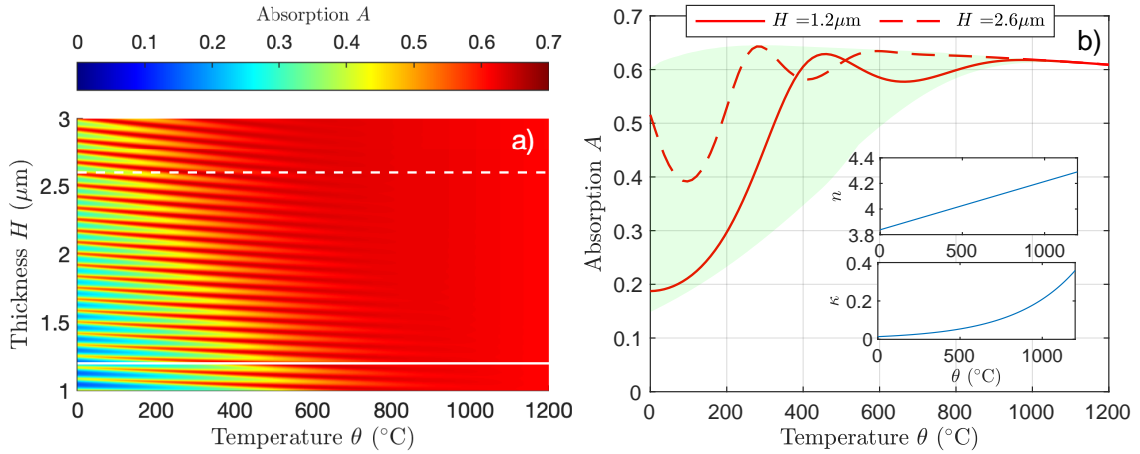 Absorption A
0 0.1 0.2 0.3 0.4 0.5 0.6 0.7
a)
Thickness H (μm)
3
2.5
2
1.5
1
0 200 400 600 800 1000 1200
Temperature θ (°C)
H =1.2μm H =2.6μm
b)
Absorption A
0.7
0.6
0.5
0.4
0.3
0.2
0.1
0
0 200 400 600 800 1000 1200
Temperature θ (°C)
n
4.4
4.2
4
3.8
0 500 1000
κ
0.4
0.2
0
0 500 1000
θ (°C)